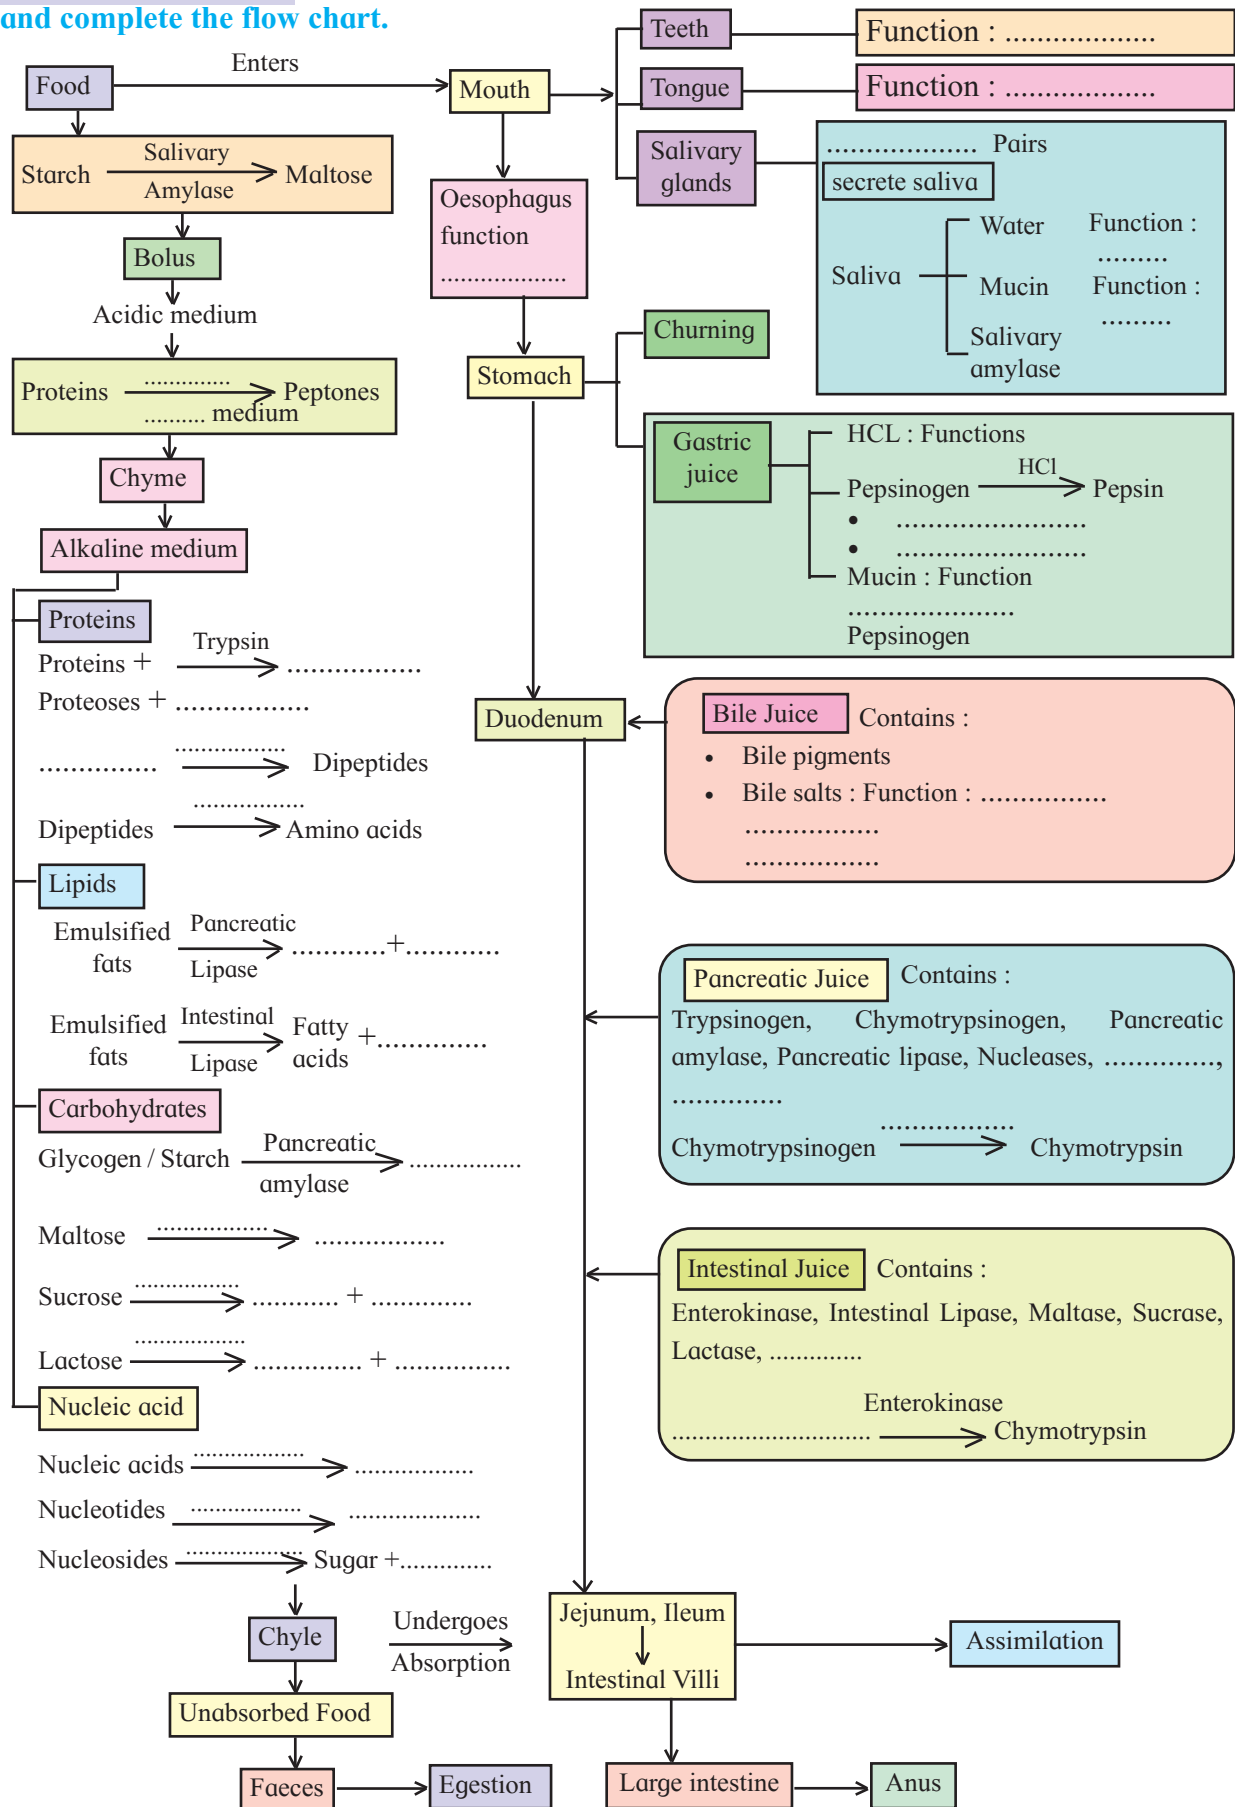 and complete the flow chart.
Food
Enters
Mouth
Teeth
Function : ...................
Tongue
Function : ...................
Salivary
glands
................... Pairs
secrete saliva
Saliva
Water
Function :
.........
Mucin
Function :
.........
Salivary
amylase
Starch
Salivary
Amylase
Maltose
Bolus
Acidic medium
Proteins
..............
.......... medium
Peptones
Chyme
Alkaline medium
Oesophagus
function
..................
Stomach
Churning
Gastric
juice
HCL : Functions
Pepsinogen
HCl
Pepsin
• ........................
• ........................
Mucin : Function
.....................
Pepsinogen
Proteins
Proteins +
Trypsin
.................
Proteoses + .................
...............
..................
Dipeptides
Dipeptides
..................
Amino acids
Lipids
Emulsified
fats
Pancreatic
Lipase
............+............
Emulsified
fats
Intestinal
Lipase
Fatty
acids
+..............
Carbohydrates
Glycogen / Starch
Pancreatic
amylase
..................
Maltose
..................
.................
Sucrose
.................
........... + .............
Lactose
..................
.............. + ...............
Nucleic acid
Nucleic acids
..................
...................
Nucleotides
..................
.................
Nucleosides
...................
Sugar +............
Chyle
Undergoes
Absorption
Unabsorbed Food
Faeces
Egestion
Duodenum
Bile Juice
Contains :
• Bile pigments
• Bile salts : Function : ................
.................
.................
Pancreatic Juice
Contains :
Trypsinogen, Chymotrypsinogen, Pancreatic
amylase, Pancreatic lipase, Nucleases, ..............,
..............
Chymotrypsinogen
.................
Chymotrypsin
Intestinal Juice
Contains :
Enterokinase, Intestinal Lipase, Maltase, Sucrase,
Lactase, ............
Enterokinase
.......................... Chymotrypsin
Jejunum, Ileum
Intestinal Villi
Assimilation
Large intestine
Anus